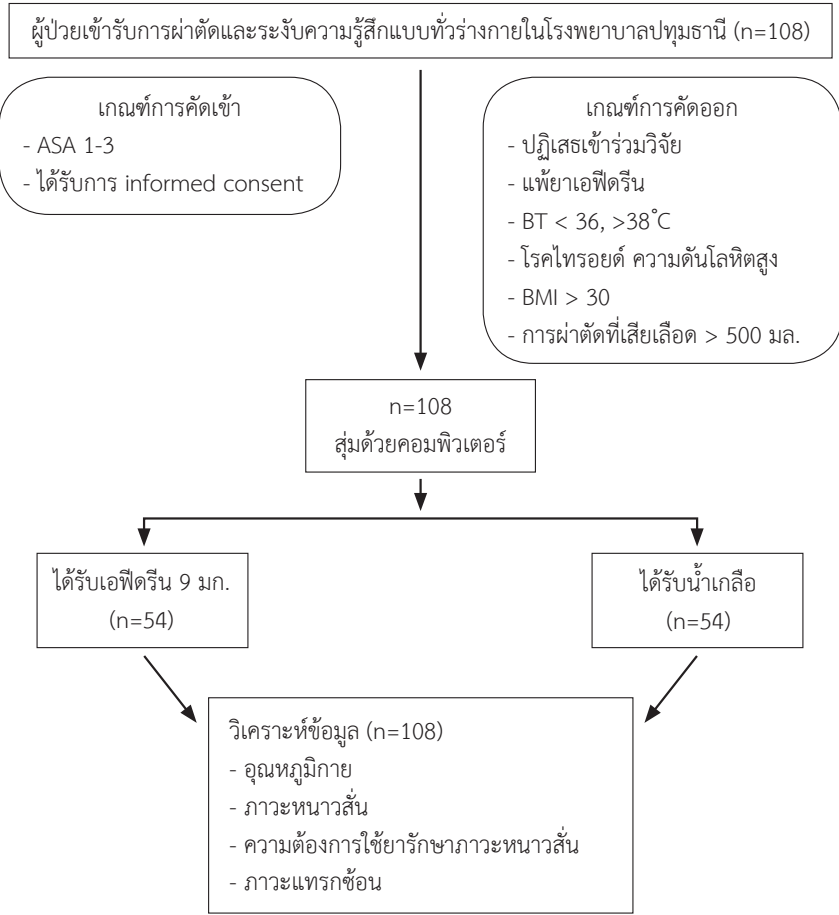 ผู้ป่วยเข้ารับการผ่าตัดและระงับความรู้สึกแบบทั่วร่างกายในโรงพยาบาลปทุมธานี (n=108)
เกณฑ์การคัดเข้า
- ASA 1-3
- ได้รับการ informed consent
เกณฑ์การคัดออก
- ปฏิเสธเข้าร่วมวิจัย
- แพ้ยาเอฟีดรีน
- BT < 36, >38°C
- โรคไทรอยด์ ความดันโลหิตสูง
- BMI > 30
- การผ่าตัดที่เสียเลือด > 500 มล.
n=108
สุ่มด้วยคอมพิวเตอร์
ได้รับเอฟีดรีน 9 มก.
(n=54)
ได้รับน้ำเกลือ
(n=54)
วิเคราะห์ข้อมูล (n=108)
- อุณหภูมิกาย
- ภาวะหนาวสั่น
- ความต้องการใช้ยารักษาภาวะหนาวสั่น
- ภาวะแทรกซ้อน